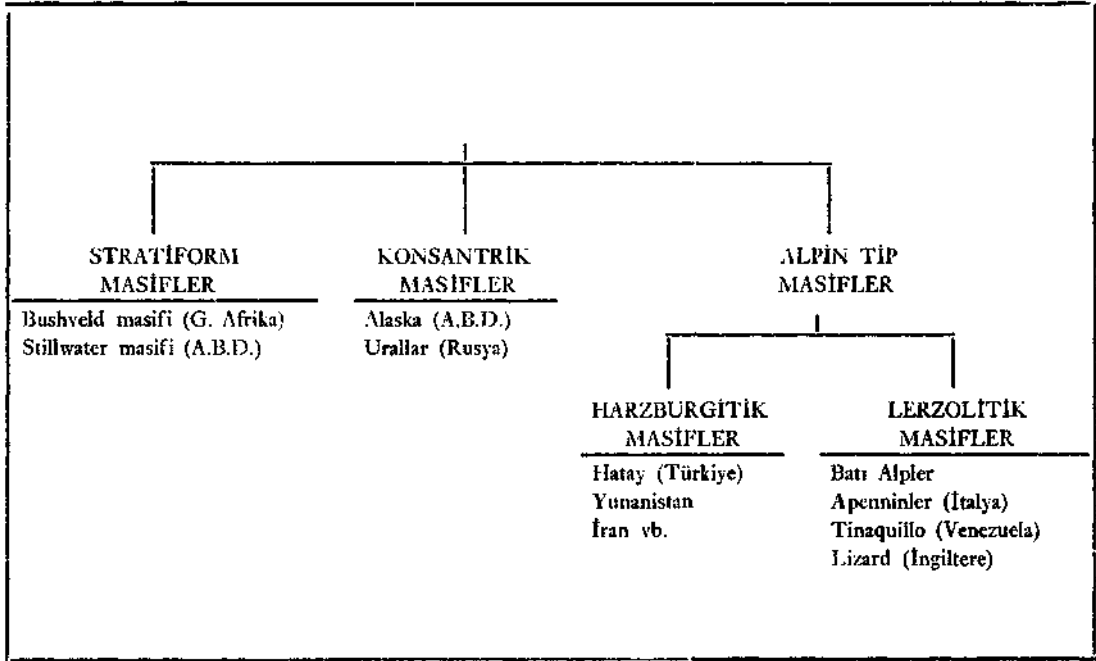 STRATİFORM
MASİFLER
Bushveld masifi (G. Afrika)
Stillwater masifi (A.B.D.)
KONSANTRİK
MASİFLER
Alaska (A.B.D.)
Urallar (Rusya)
ALPİN TİP
MASİFLER
HARZBURGİTİK
MASİFLER
Hatay (Türkiye)
Yunanistan
İran vb.
LERZOLİTİK
MASİFLER
Batı Alpler
Apenninler (İtalya)
Tinaquillo (Venezuela)
Lizard (İngiltere)